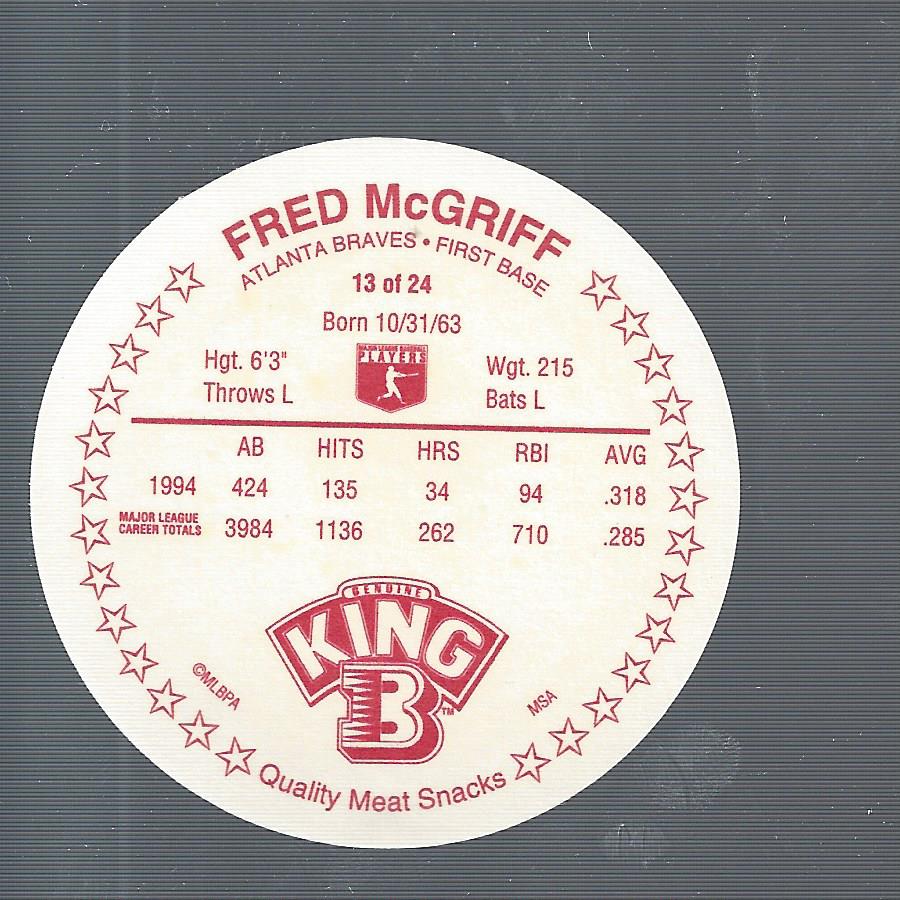 FRED McGRIFF
ATLANTA BRAVES • FIRST BASE
13 of 24
Born 10/31/63
Hgt. 6'3" Wgt. 215
Throws L Bats L
MAJOR LEAGUE BASEBALL
PLAYERS
AB HITS HRS RBI AVG
1994 424 135 34 94 .318
MAJOR LEAGUE
CAREER TOTALS 3984 1136 262 710 .285
GENUINE
KING
B™
©MLBPA MSA
Quality Meat Snacks